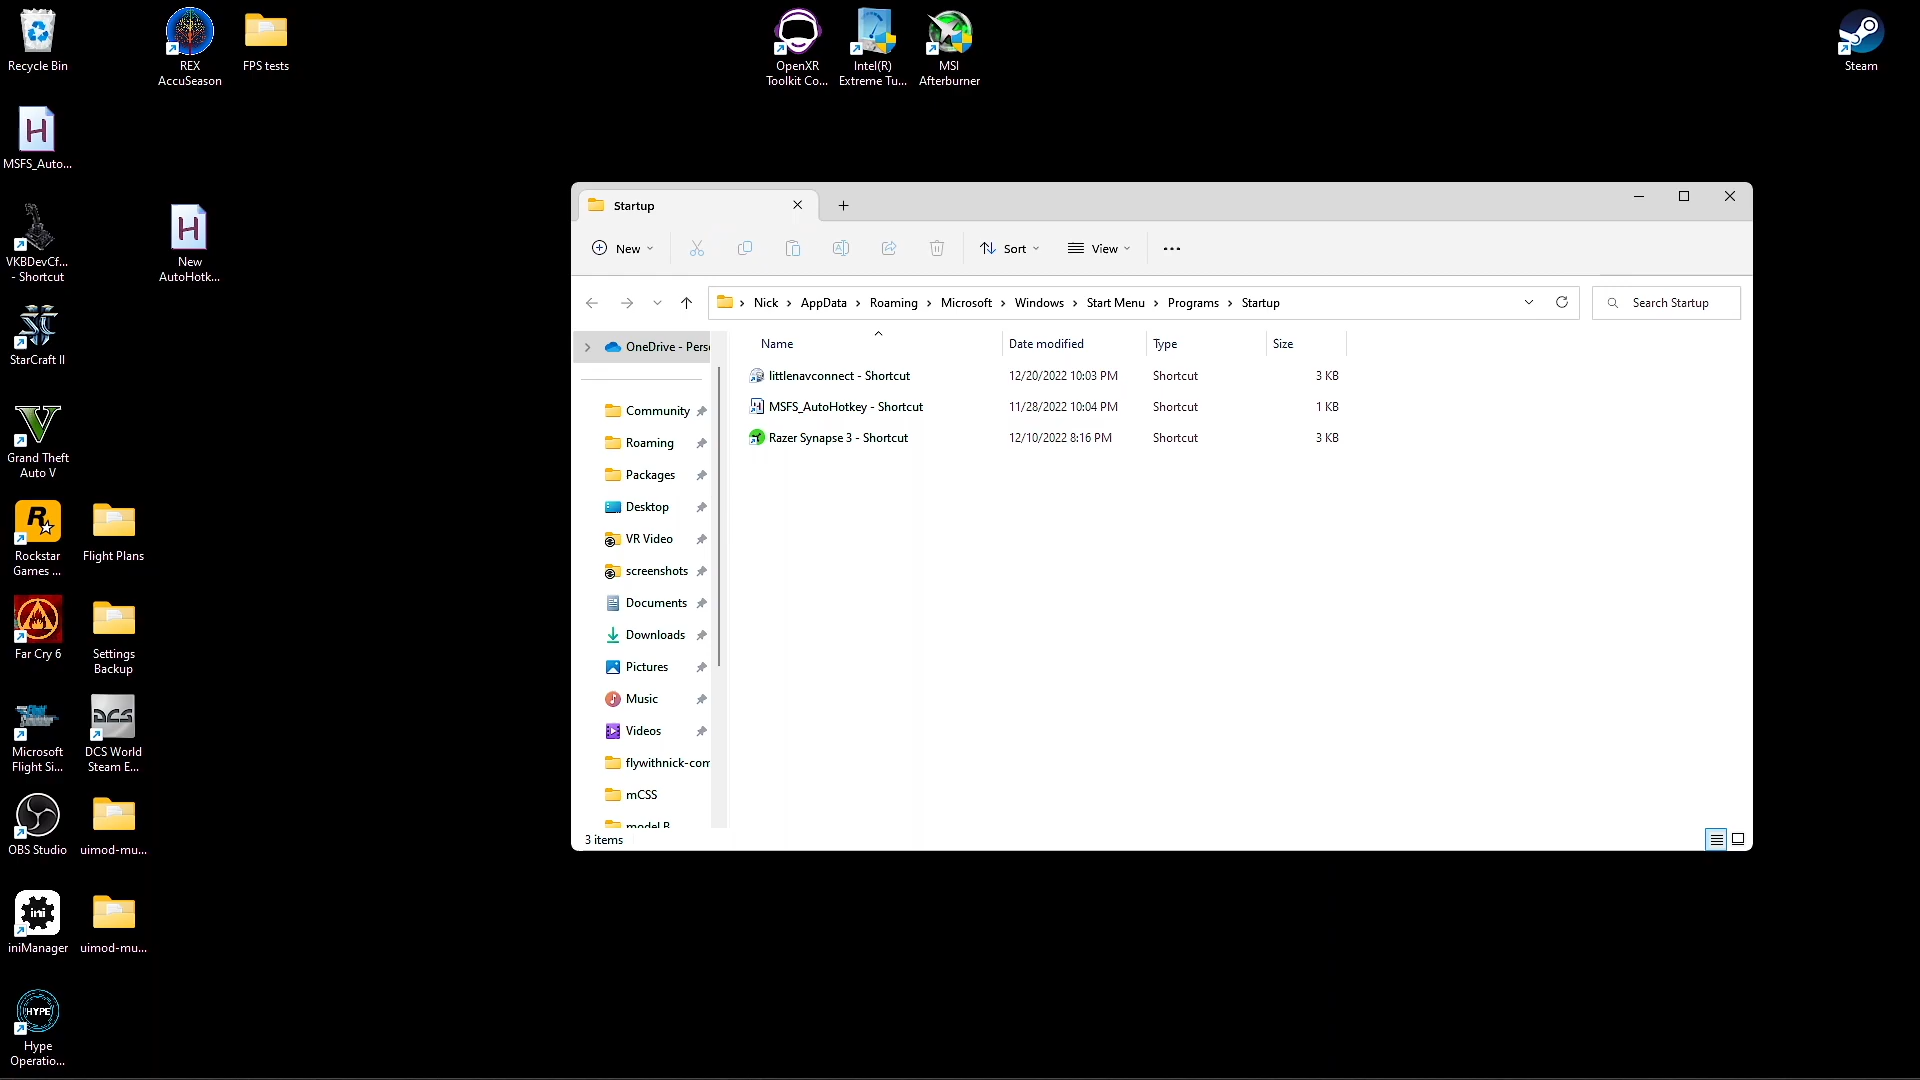 Recycle Bin
REX
AccuSeason
FPS tests
OpenXR
Toolkit Co...
Intel(R)
Extreme Tu...
MSI
Afterburner
Steam
H
MSFS_Auto...
VKBDevCf...
- Shortcut
H
New
AutoHotk...
StarCraft II
Grand Theft
Auto V
Rockstar
Games ...
Flight Plans
Far Cry 6
Settings
Backup
Microsoft
Flight Si...
DCS
DCS World
Steam E...
OBS Studio
uimod-mu...
ini
iniManager
uimod-mu...
HYPE
Hype
Operatio...
Startup
New
Sort
View
Nick
AppData
Roaming
Microsoft
Windows
Start Menu
Programs
Startup
Search Startup
OneDrive - Pers
Community
Roaming
Packages
Desktop
VR Video
screenshots
Documents
Downloads
Pictures
Music
Videos
flywithnick-com
mCSS
model B
Name Date modified Type Size
littlenavconnect - Shortcut 12/20/2022 10:03 PM Shortcut 3 KB
MSFS_AutoHotkey - Shortcut 11/28/2022 10:04 PM Shortcut 1 KB
Razer Synapse 3 - Shortcut 12/10/2022 8:16 PM Shortcut 3 KB
3 items